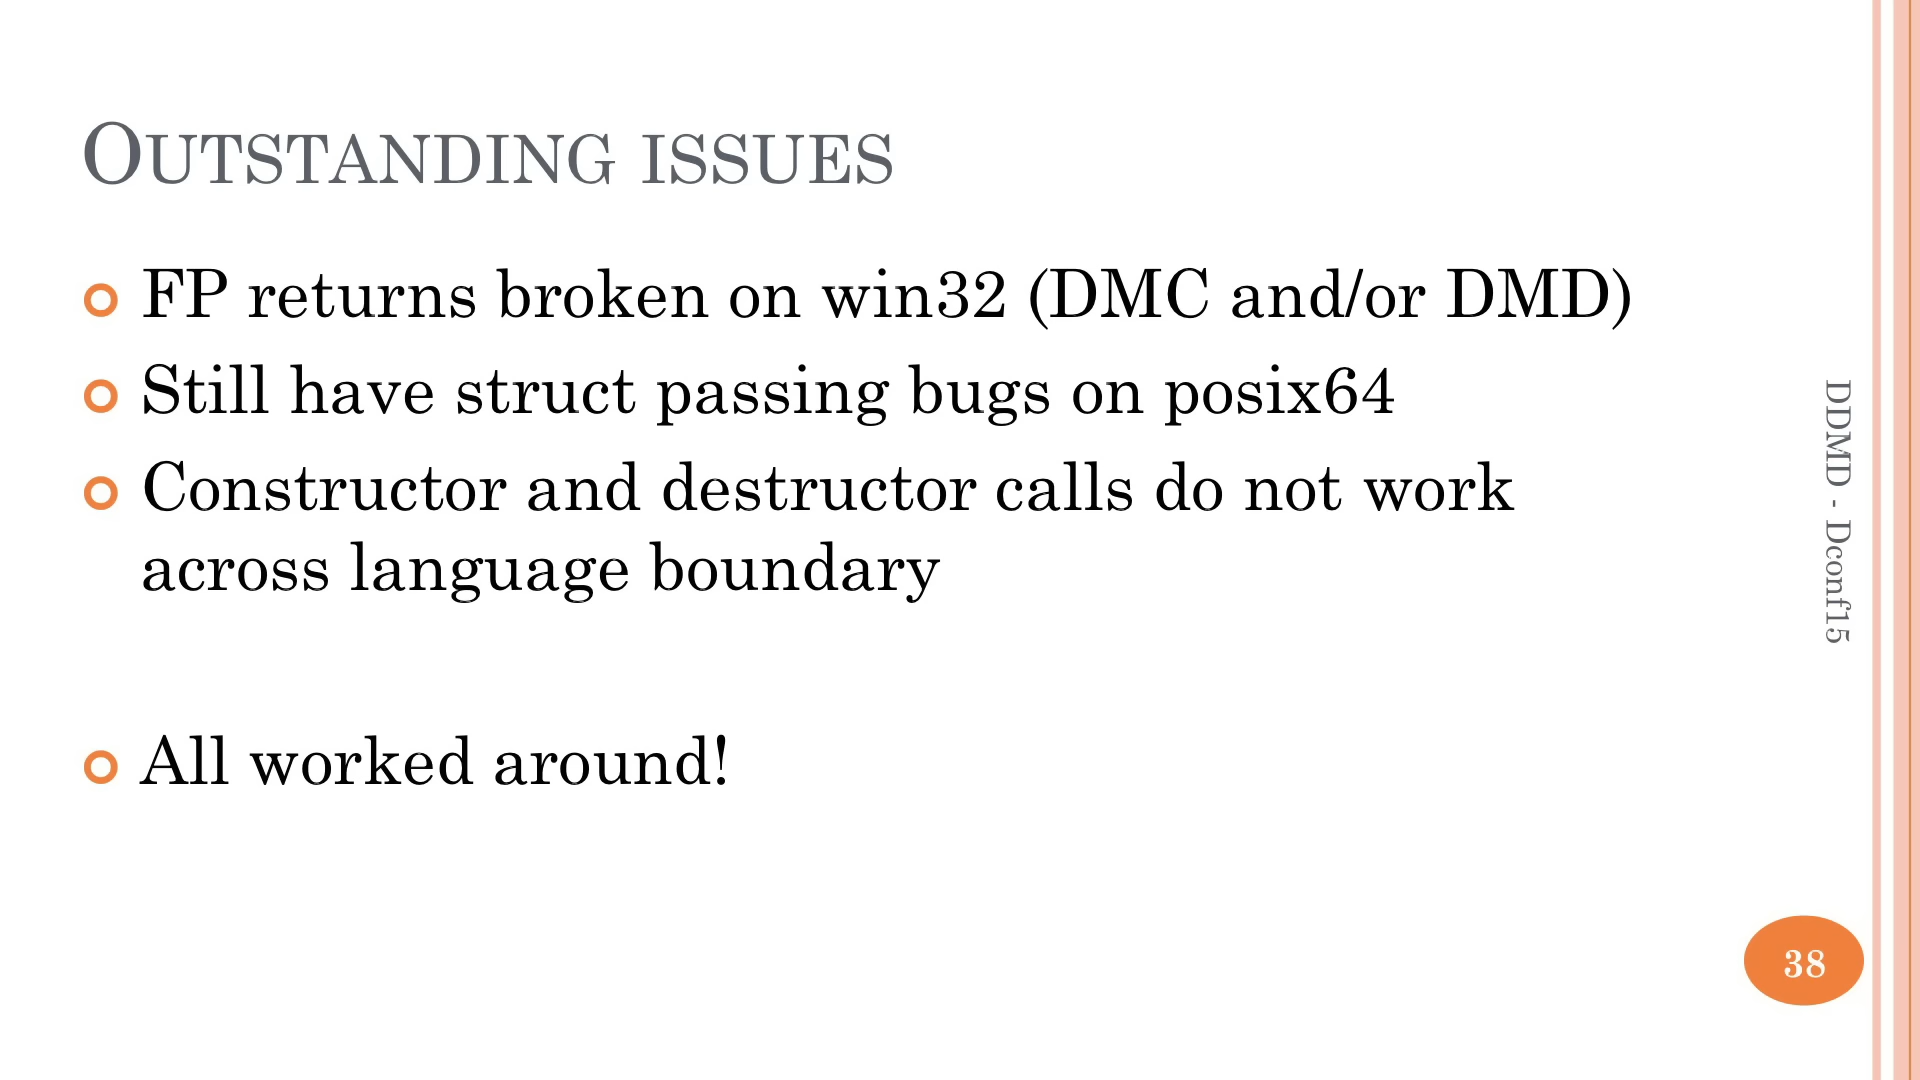 OUTSTANDING ISSUES
FP returns broken on win32 (DMC and/or DMD)
Still have struct passing bugs on posix64
Constructor and destructor calls do not work
across language boundary
All worked around!
DDMD - Dconf15
38